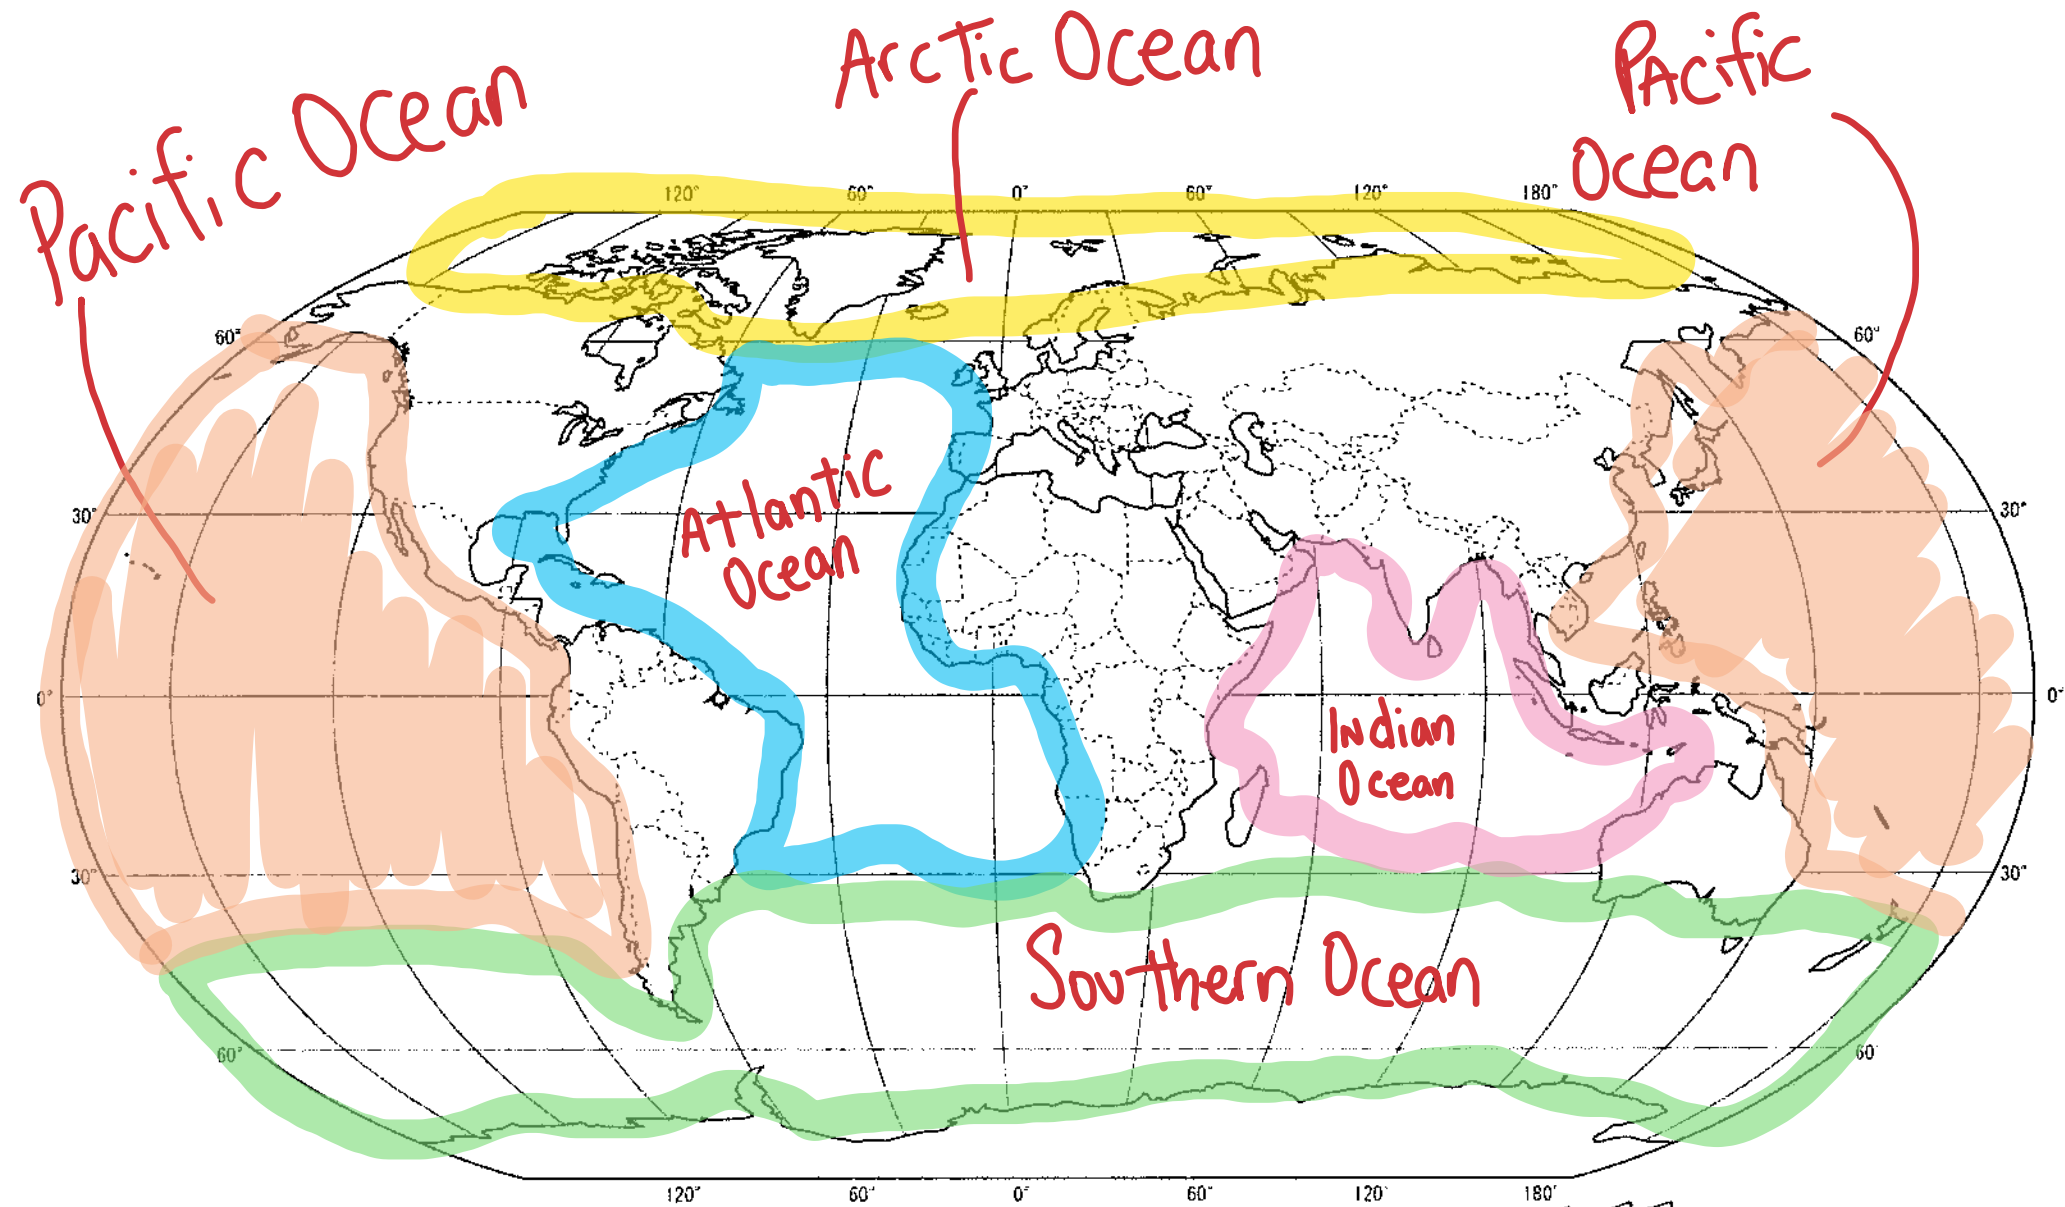 Arctic Ocean
Pacific Ocean
Pacific
Ocean
120° 60° 0° 60° 120° 180°
60° 60°
30° 30°
Atlantic
Ocean
0° 0°
Indian
Ocean
30° 30°
Southern Ocean
60° 60°
120° 60° 0° 60° 120° 180°